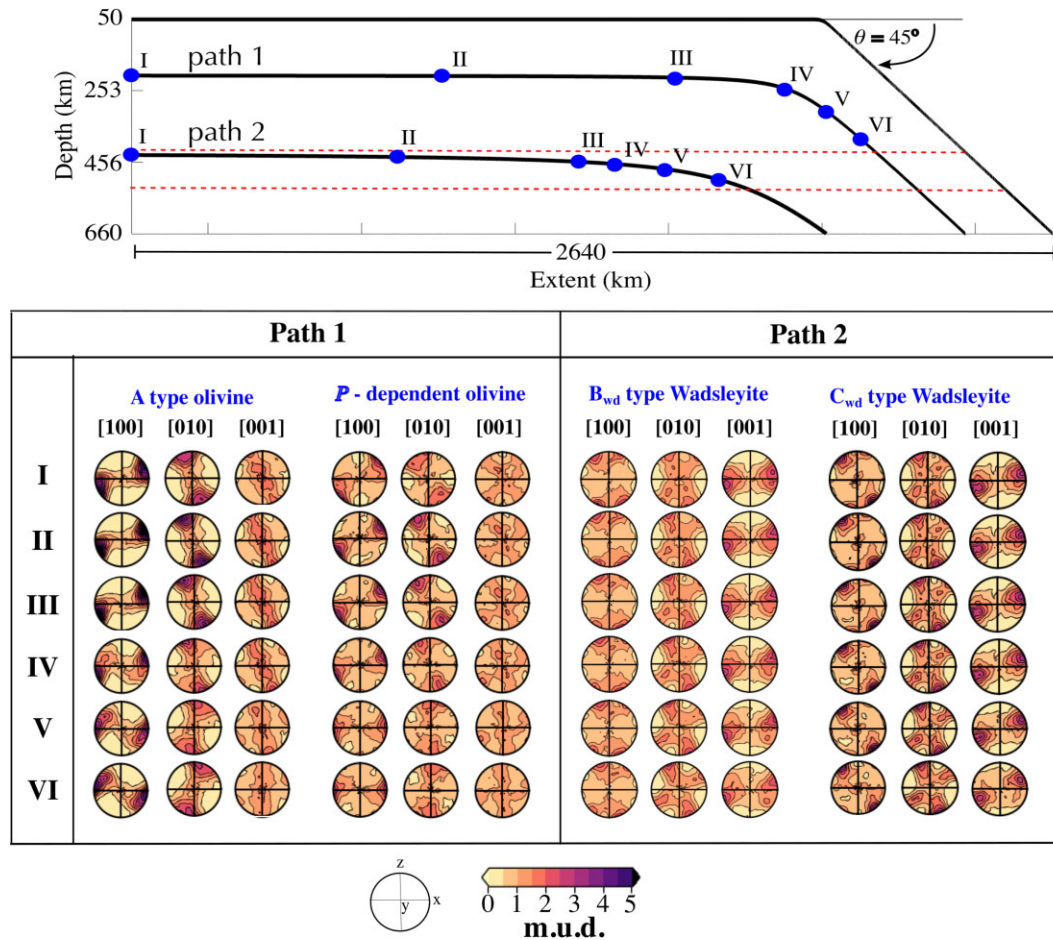 50
θ = 45°
I
path 1
II
III
IV
V
VI
253
I
path 2
II
III
IV
V
VI
456
660
Depth (km)
2640
Extent (km)
Path 1
Path 2
A type olivine
P - dependent olivine
Bwd type Wadsleyite
Cwd type Wadsleyite
[100] [010] [001] [100] [010] [001] [100] [010] [001] [100] [010] [001]
I
II
III
IV
V
VI
z
y x
0 1 2 3 4 5
m.u.d.